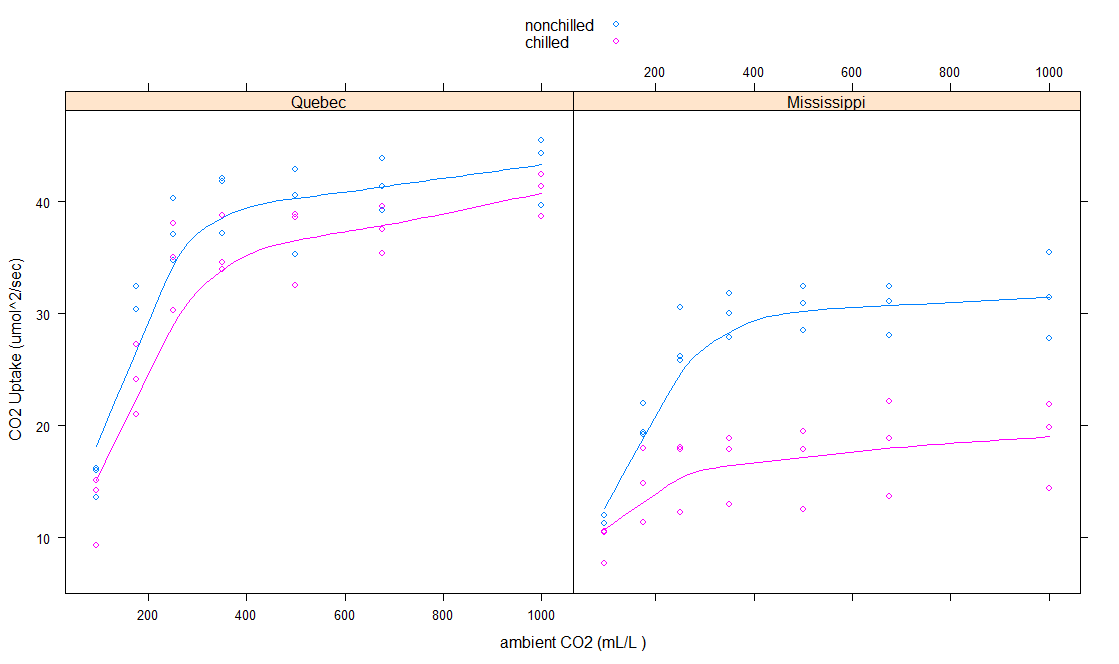 nonchilled
chilled
200 400 600 800 1000
Quebec Mississippi
40
30
20
10
CO2 Uptake (umol^2/sec)
200 400 600 800 1000
ambient CO2 (mL/L )